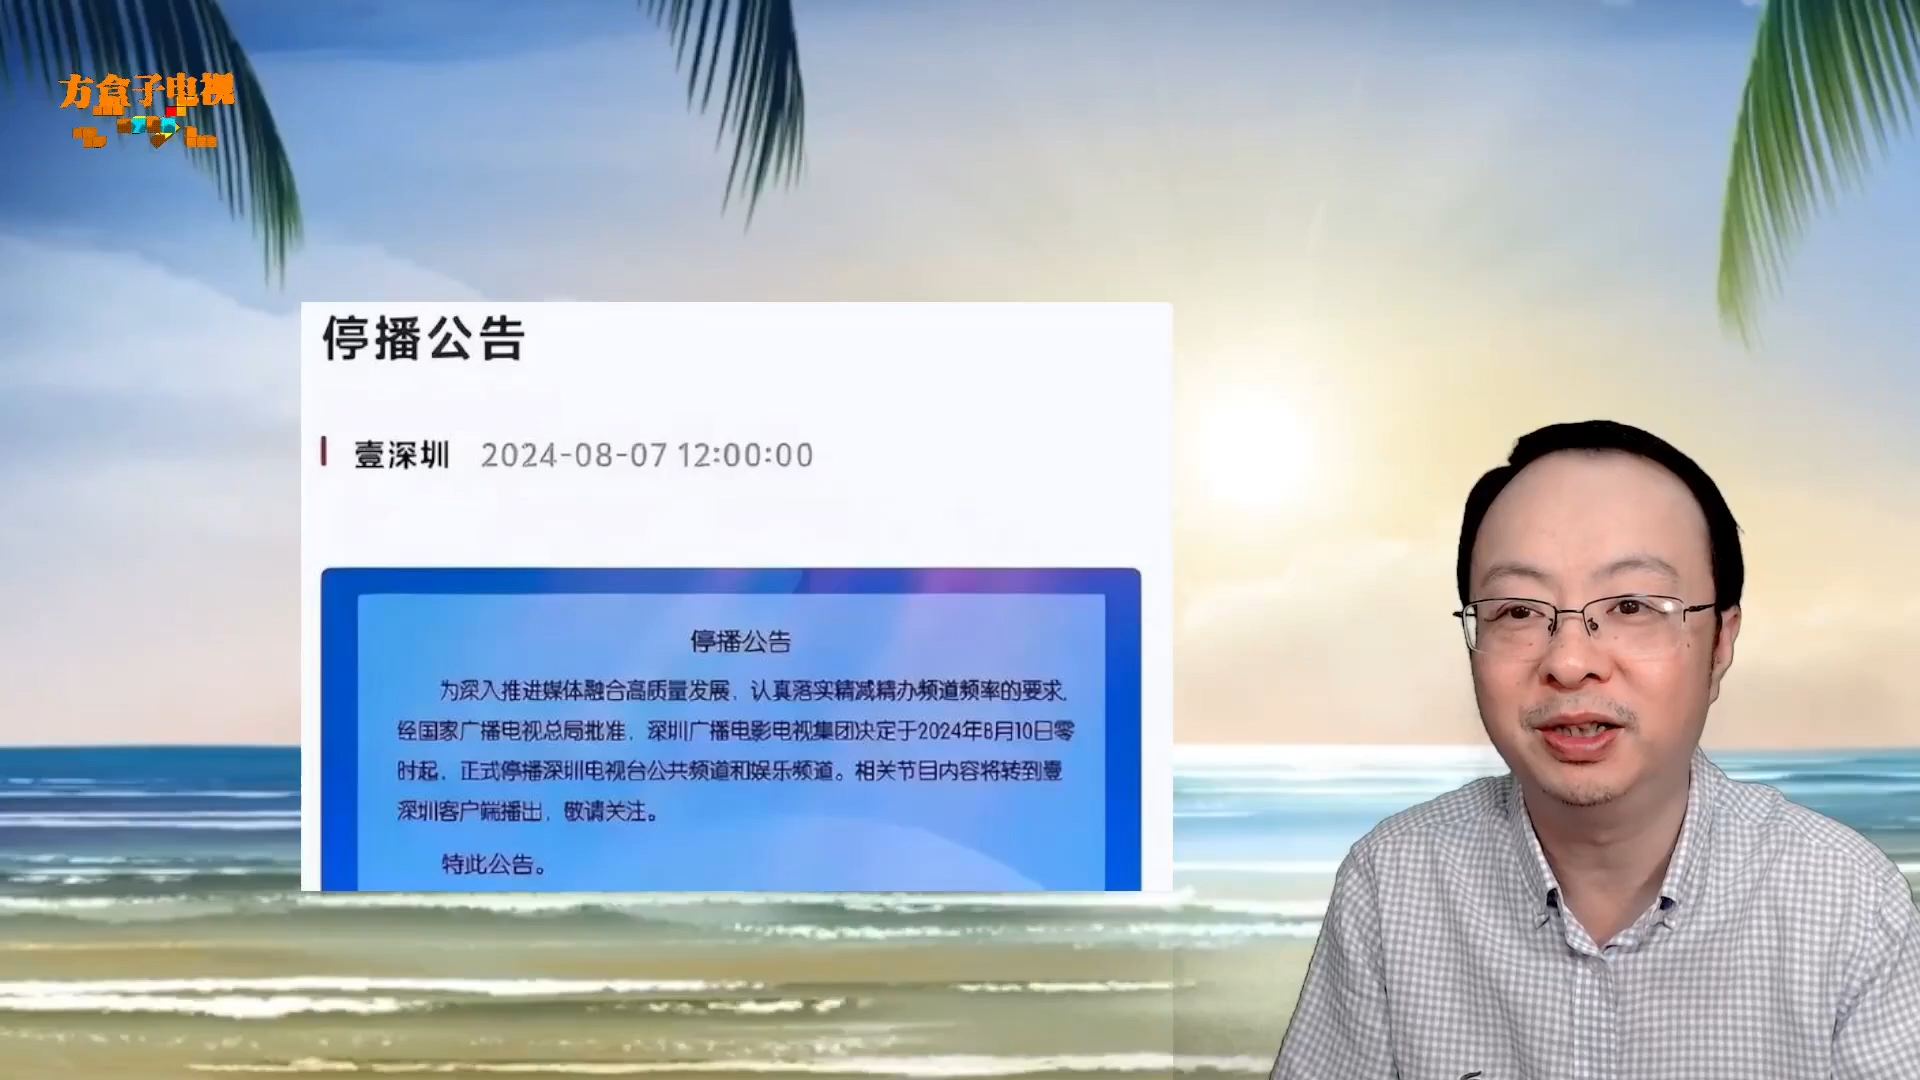 方盒子电视
停播公告
壹深圳 2024-08-07 12:00:00
停播公告
为深入推进媒体融合高质量发展、认真落实精减精办频道频率的要求,
经国家广播电视总局批准，深圳广播电影电视集团决定于2024年8月10日零
时起，正式停播深圳电视台公共频道和娱乐频道。相关节目内容将转到壹
深圳客户端播出，敬请关注。
特此公告。